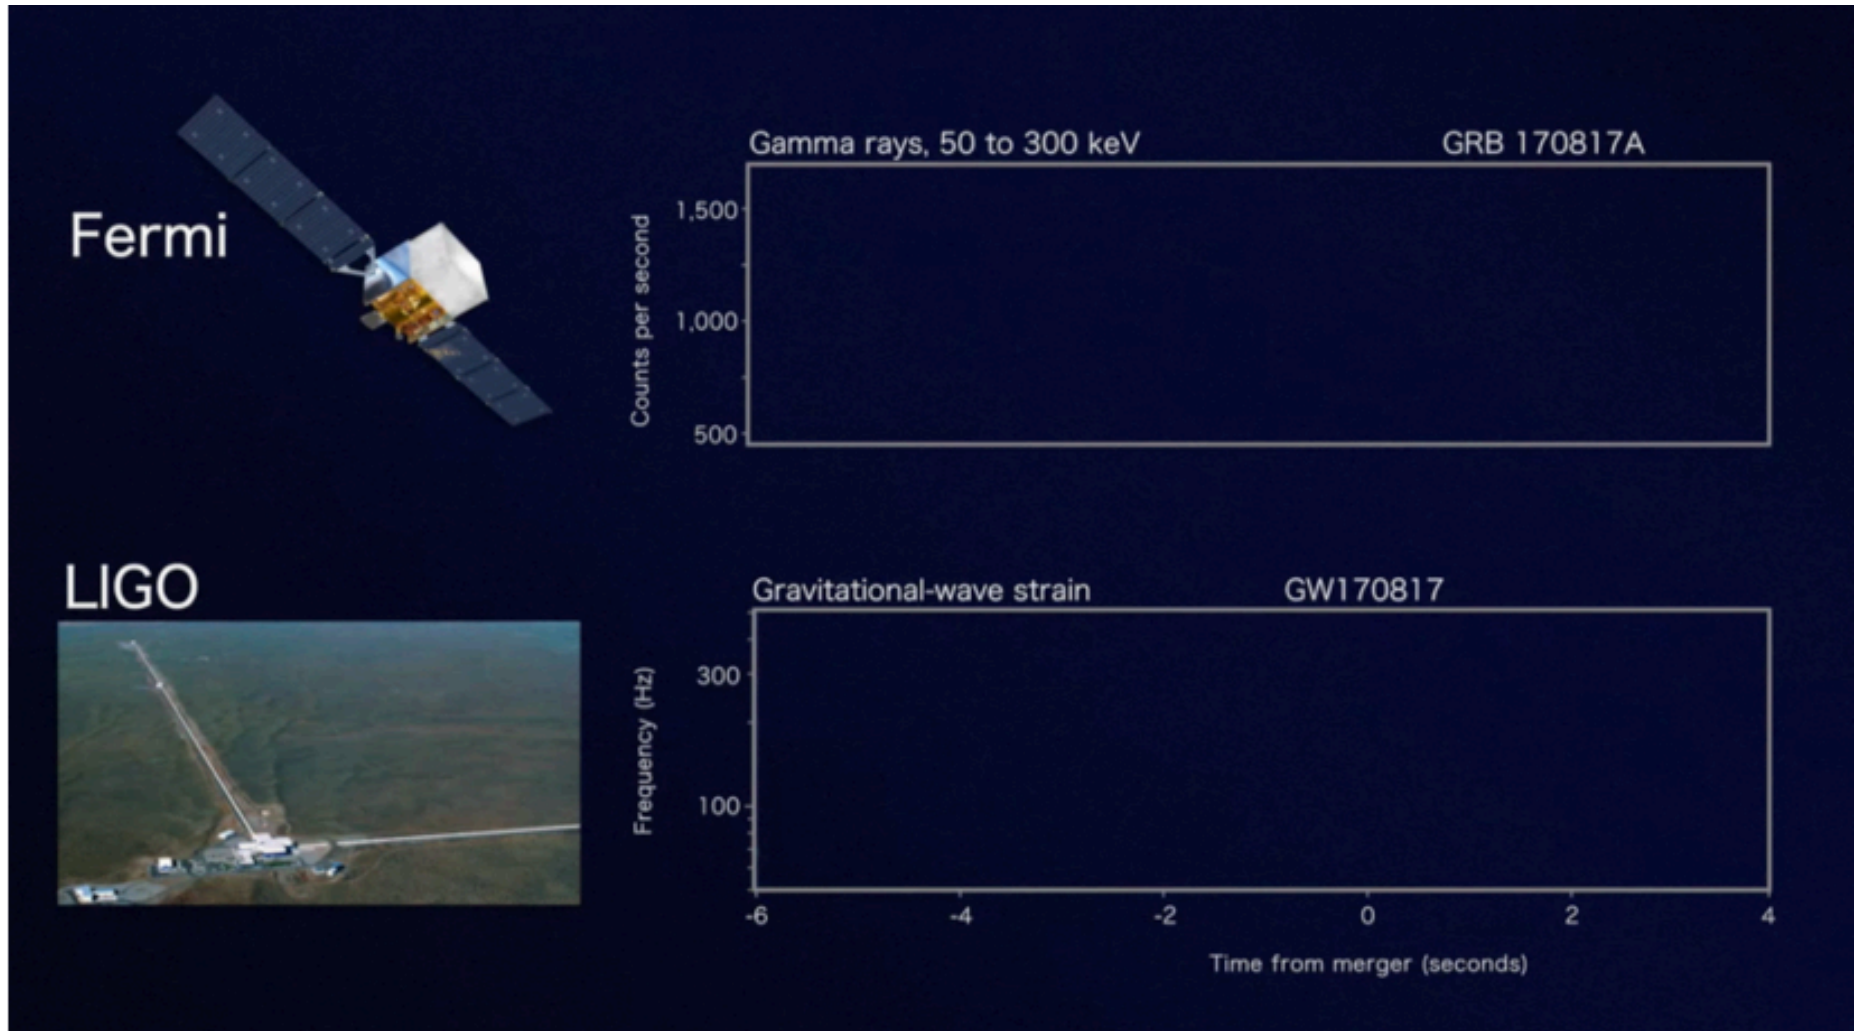 Fermi
Gamma rays, 50 to 300 keV
GRB 170817A
Counts per second
1,500
1,000
500
LIGO
Gravitational-wave strain
GW170817
Frequency (Hz)
300
100
-6
-4
-2
0
2
4
Time from merger (seconds)